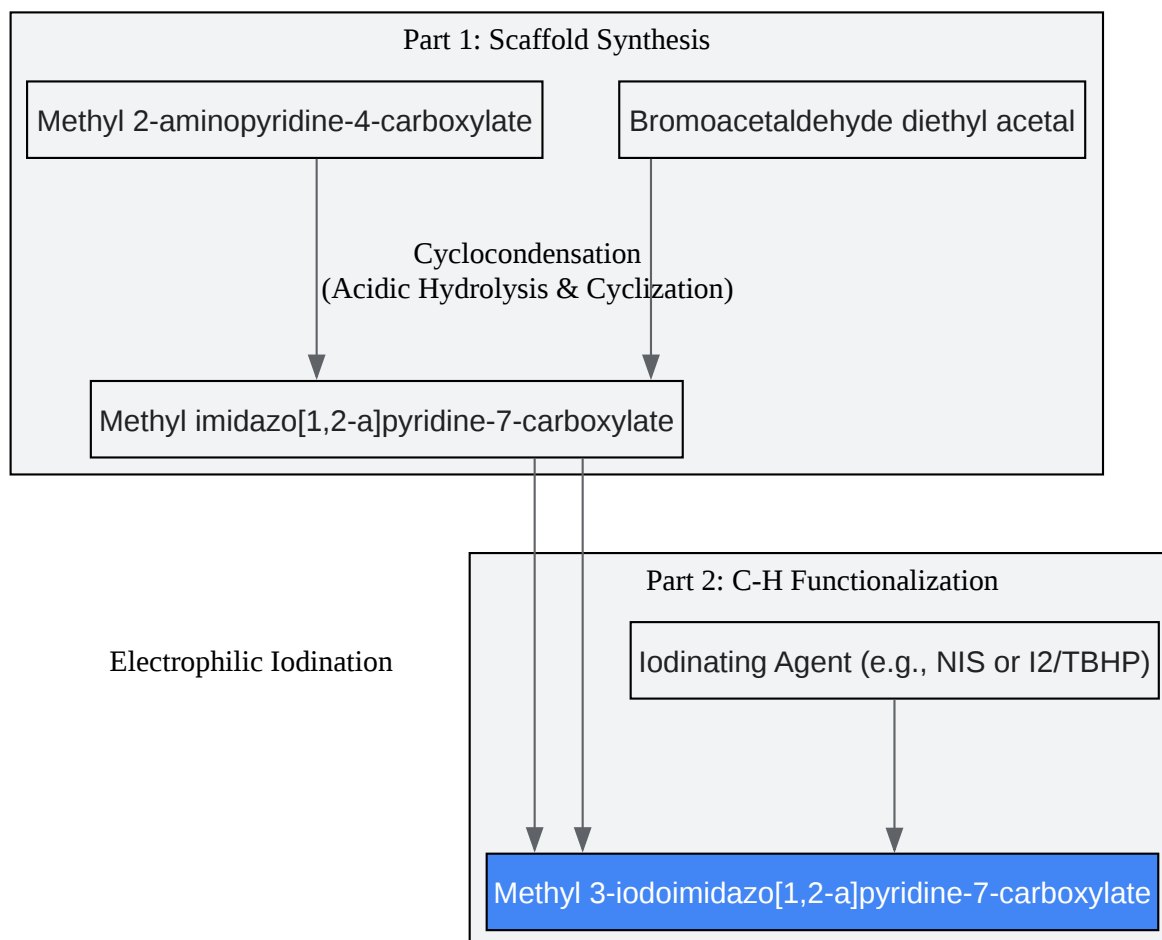 Part 1: Scaffold Synthesis
Methyl 2-aminopyridine-4-carboxylate
Bromoacetaldehyde diethyl acetal
Cyclocondensation
(Acidic Hydrolysis & Cyclization)
Methyl imidazo[1,2-a]pyridine-7-carboxylate
Part 2: C-H Functionalization
Electrophilic Iodination
Iodinating Agent (e.g., NIS or I2/TBHP)
Methyl 3-iodoimidazo[1,2-a]pyridine-7-carboxylate